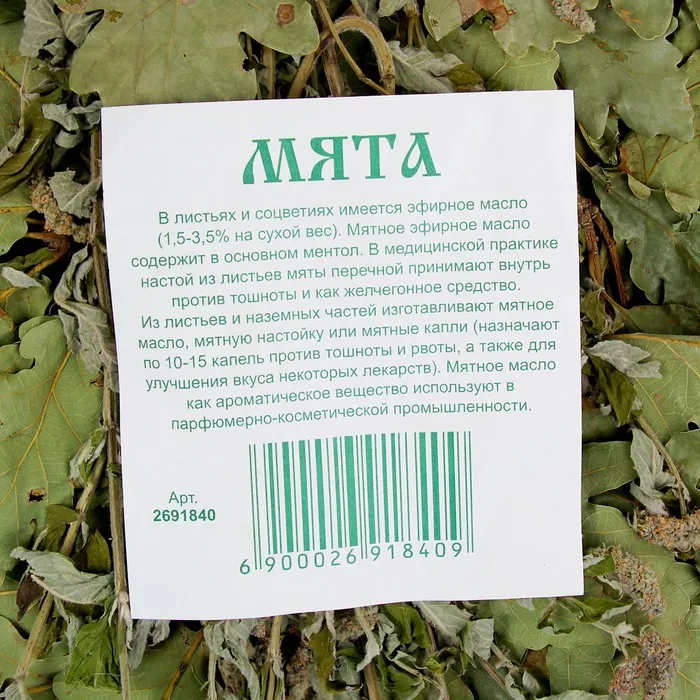 МЯТА
В листьях и соцветиях имеется эфирное масло
(1,5-3,5% на сухой вес). Мятное эфирное масло
содержит в основном ментол. В медицинской практике
настой из листьев мяты перечной принимают внутрь
против тошноты и как желчегонное средство.
Из листьев и наземных частей изготавливают мятное
масло, мятную настойку или мятные капли (назначают
по 10-15 капель против тошноты и рвоты, а также для
улучшения вкуса некоторых лекарств). Мятное масло
как ароматическое вещество используют в
парфюмерно-косметической промышленности.
Арт.
2691840
6 900026 918409